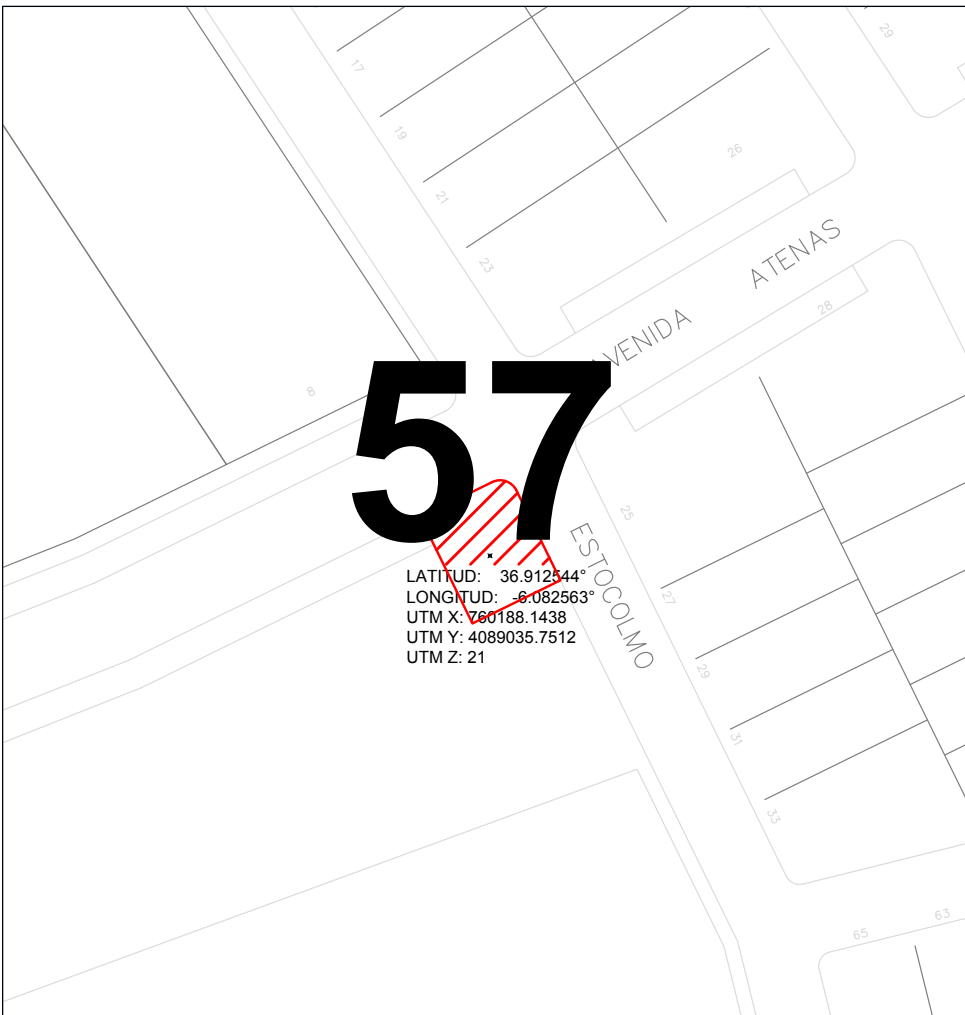 29
17
19
26
21
23
AVENIDA ATENAS
28
8
57
25
ESTOCOLMO
LATITUD: 36.912544°
LONGITUD: -6.082563°
UTM X: 760188.1438
UTM Y: 4089035.7512
UTM Z: 21
27
29
31
33
63
65